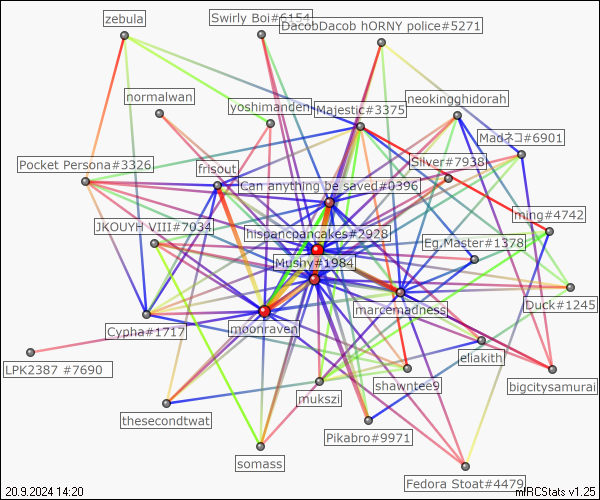 zebula
Swirly Boi#6154
DacobDacob hORNY police#5271
normalwan
yoshimanden
Majestic#3375
neokingghidorah
Madネコ#6901
Pocket Persona#3326
frisout
Silver#7938
Can anything be saved#0396
JKOUYH VIII#7034
hispancpancakes#2928
ming#4742
Eg.Master#1378
Mushy#1984
Duck#1245
Cypha#1717
moonraven
marcemadness
LPK2387 #7690
eliakith
shawntee9
bigcitysamurai
mukszi
thesecondtwat
Pikabro#9971
somass
Fedora Stoat#4479
20.9.2024 14:20
mIRCStats v1.25